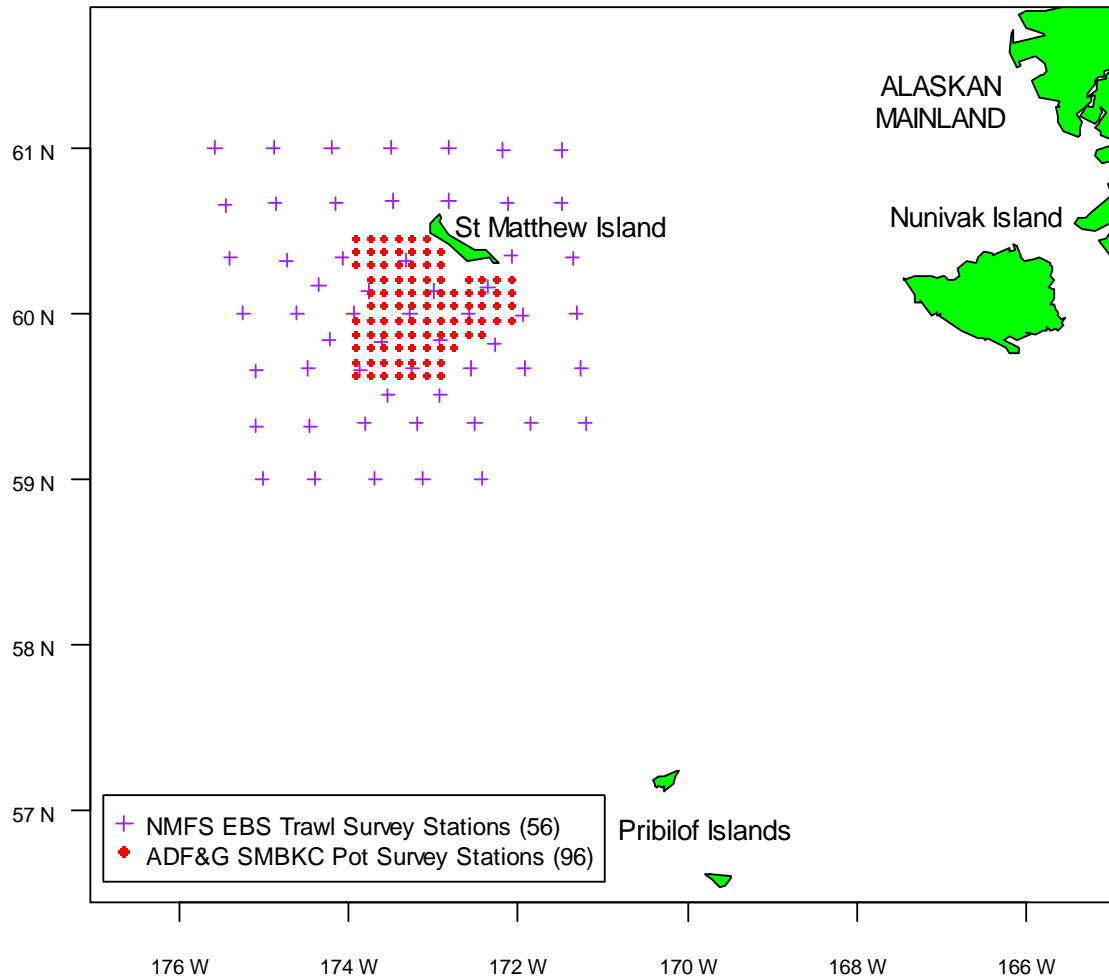 ALASKAN
MAINLAND
61 N
Nunivak Island
St Matthew Island
60 N
59 N
58 N
57 N
NMFS EBS Trawl Survey Stations (56)
Pribilof Islands
ADF&G SMBKC Pot Survey Stations (96)
176 W
174 W
172 W
170 W
168 W
166 W